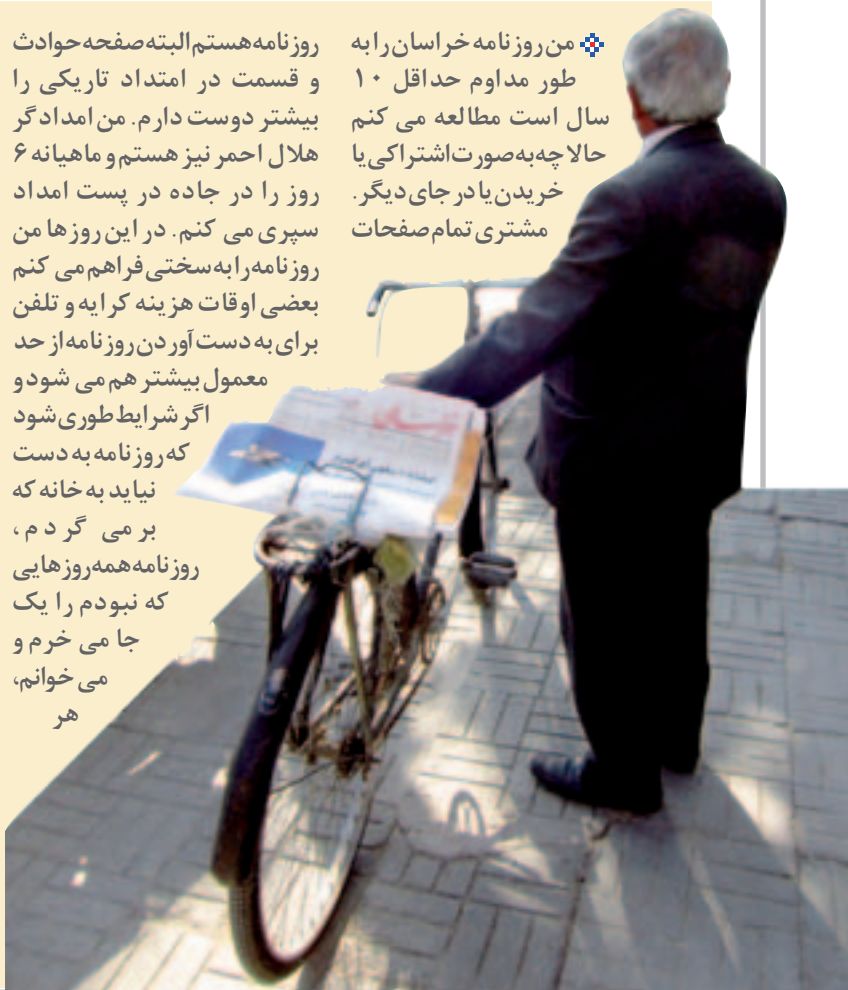 من روزنامه خراسان را به
طور مداوم حداقل ۱۰
سال است مطالعه می کنم
حالا چه به صورت اشتراکی یا
خریدن یا در جای دیگر.
مشتری تمام صفحات
روزنامه هستم البته صفحه حوادث
و قسمت در امتداد تاریکی را
بیشتر دوست دارم. من امدادگر
هلال احمر نیز هستم و ماهیانه ۶
روز را در جاده در پست امداد
سپری می کنم. در این روزها من
روزنامه را به سختی فراهم می کنم
بعضی اوقات هزینه کرایه و تلفن
برای به دست آوردن روزنامه از حد
معمول بیشتر هم می شود و
اگر شرایط طوری شود
که روزنامه به دست
نیاید به خانه که
بر می گردم،
روزنامه همه روزهایی
که نبودم را یک
جا می خرم و
می خوانم،
هر